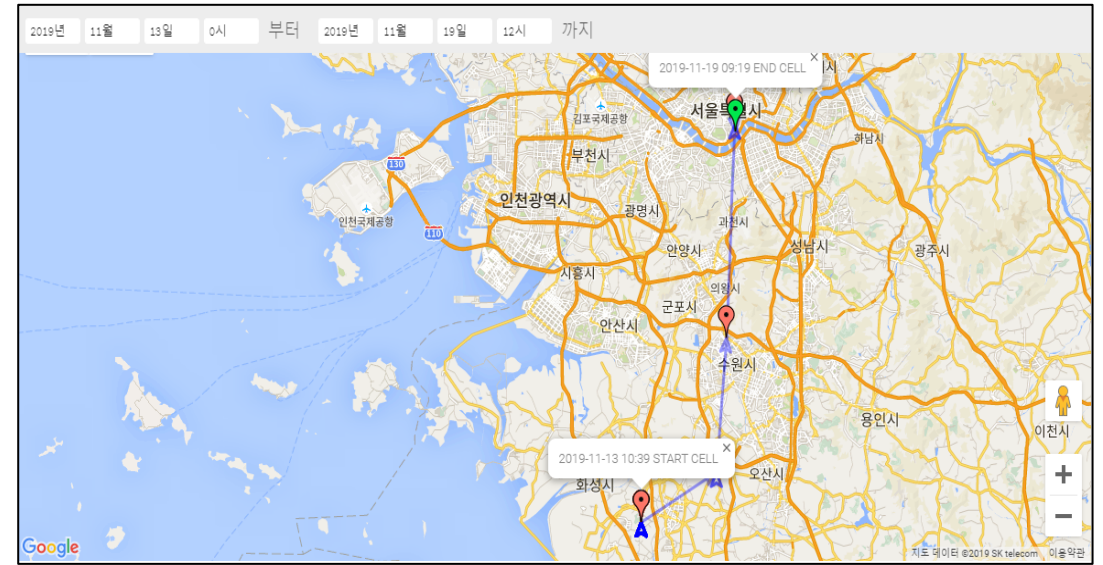 2019년 11월 13일 0시 부터 2019년 11월 19일 12시 까지
2019-11-19 09:19 END CELL ×
김포국제공항
서울특별시
하남시
부천시
130
인천광역시
인천국제공항
110
광명시
과천시
안양시
성남시
광주시
시흥시
의왕시
군포시
안산시
수원시
용인시
이천시
2019-11-13 10:39 START CELL ×
화성시
오산시
+
−
Google
지도 데이터 ©2019 SK telecom 이용약관